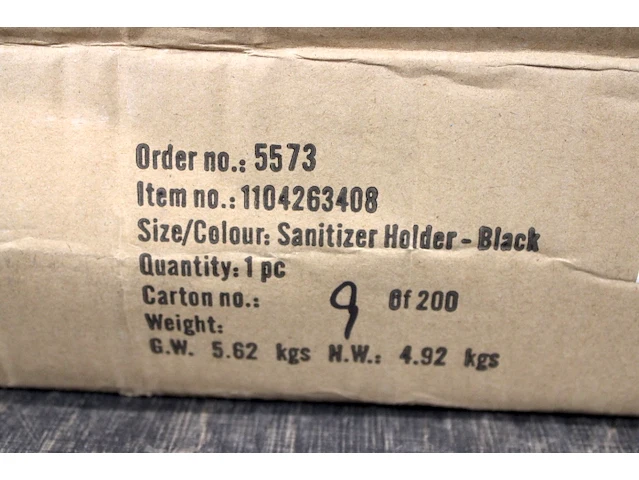 Order no.: 5573
Item no.: 1104263408
Size/Colour: Sanitizer Holder - Black
Quantity: 1 pc
Carton no.: 9 of 200
Weight:
G.W. 5.62 kgs N.W.: 4.92 kgs